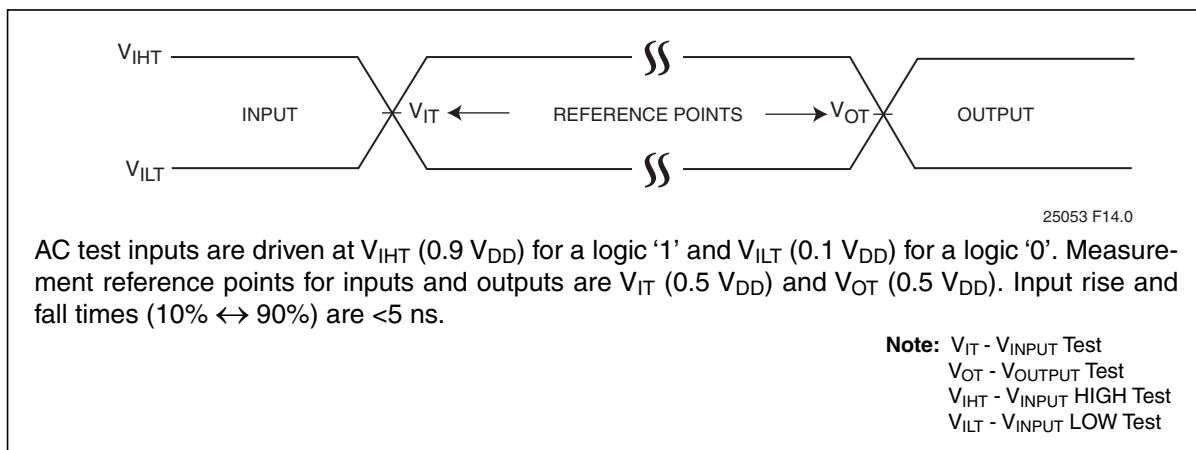 VIHT
INPUT VIT REFERENCE POINTS VOT OUTPUT
VILT
25053 F14.0
AC test inputs are driven at VIHT (0.9 VDD) for a logic ‘1’ and VILT (0.1 VDD) for a logic ‘0’. Measure-
ment reference points for inputs and outputs are VIT (0.5 VDD) and VOT (0.5 VDD). Input rise and
fall times (10% ↔ 90%) are <5 ns.
Note: VIT - VINPUT Test
VOT - VOUTPUT Test
VIHT - VINPUT HIGH Test
VILT - VINPUT LOW Test